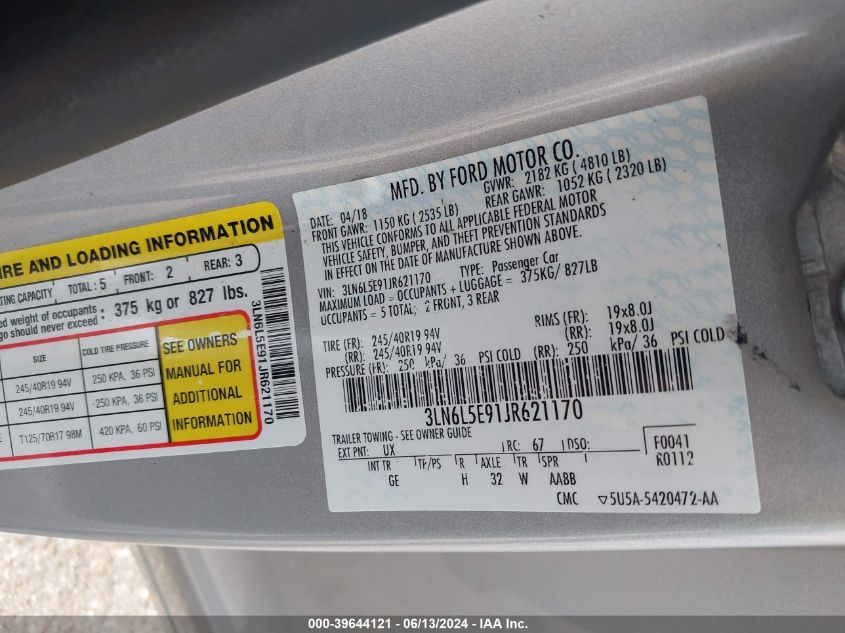 RE AND LOADING INFORMATION
TING CAPACITY TOTAL: 5 FRONT: 2 REAR: 3
ed weight of occupants
go should never exceed : 375 kg or 827 lbs.
SIZE COLD TIRE PRESSURE
245/40R19 94V 250 KPA, 36 PSI
245/40R19 94V 250 KPA, 36 PSI
T125/70R17 98M 420 KPA, 60 PSI
SEE OWNERS
MANUAL FOR
ADDITIONAL
INFORMATION
3LN6L5E91JR621170
MFD. BY FORD MOTOR CO.
DATE: 04/18 GVWR: 2182 KG ( 4810 LB)
FRONT GAWR: 1150 KG ( 2535 LB) REAR GAWR: 1052 KG ( 2320 LB)
THIS VEHICLE CONFORMS TO ALL APPLICABLE FEDERAL MOTOR
VEHICLE SAFETY, BUMPER, AND THEFT PREVENTION STANDARDS
IN EFFECT ON THE DATE OF MANUFACTURE SHOWN ABOVE.
VIN: 3LN6L5E91JR621170 TYPE: Passenger Car
MAXIMUM LOAD = OCCUPANTS + LUGGAGE = 375KG/ 827LB
OCCUPANTS = 5 TOTAL; 2 FRONT, 3 REAR
TIRE (FR): 245/40R19 94V RIMS (FR): 19x8.0J
(RR): 245/40R19 94V (RR): 19x8.0J
PRESSURE (FR): 250 kPa/ 36 PSI COLD (RR): 250 kPa/ 36 PSI COLD
3LN6L5E91JR621170
TRAILER TOWING - SEE OWNER GUIDE
EXT PNT: UX RC: 67 DSO: F0041
INT TR TP/PS R AXLE TR SPR R0112
GE H 32 W AABB
CMC ▽5U5A-5420472-AA
000-39644121 - 06/13/2024 - IAA Inc.